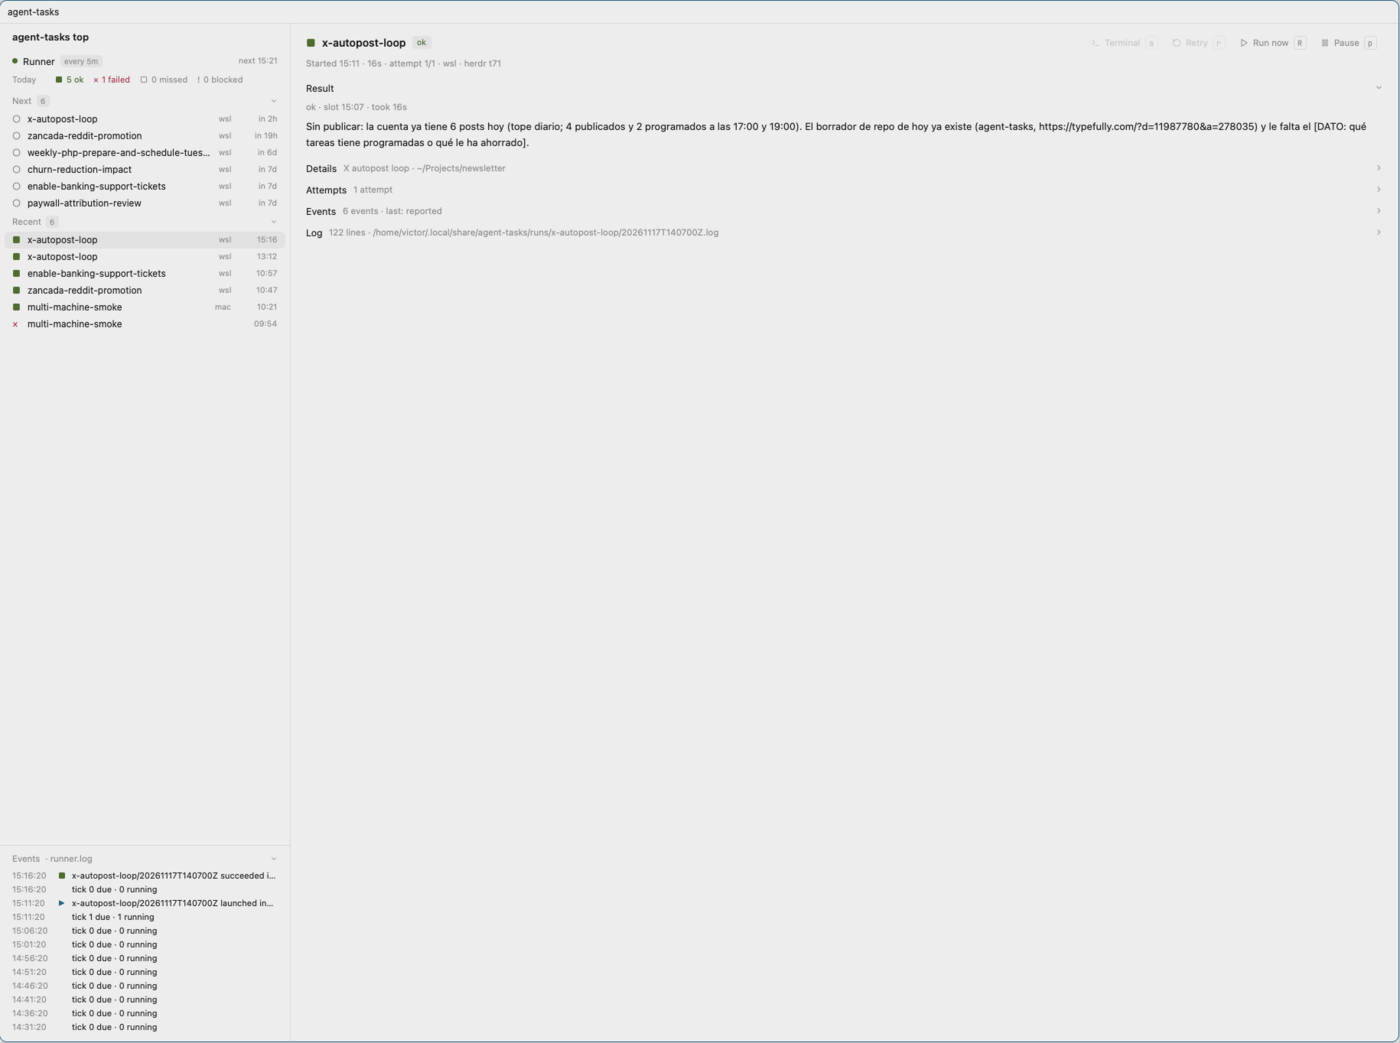 agent-tasks
agent-tasks top
Runner every 5m next 15:21
Today 5 ok × 1 failed 0 missed ! 0 blocked
Next 6
x-autopost-loop wsl in 2h
zancada-reddit-promotion wsl in 19h
weekly-php-prepare-and-schedule-tues... wsl in 6d
churn-reduction-impact wsl in 7d
enable-banking-support-tickets wsl in 7d
paywall-attribution-review wsl in 7d
Recent 6
x-autopost-loop wsl 15:16
x-autopost-loop wsl 13:12
enable-banking-support-tickets wsl 10:57
zancada-reddit-promotion wsl 10:47
multi-machine-smoke mac 10:21
x multi-machine-smoke 09:54
Events · runner.log
15:16:20 x-autopost-loop/20261117T140700Z succeeded i...
15:16:20 tick 0 due · 0 running
15:11:20 x-autopost-loop/20261117T140700Z launched in...
15:11:20 tick 1 due · 1 running
15:06:20 tick 0 due · 0 running
15:01:20 tick 0 due · 0 running
14:56:20 tick 0 due · 0 running
14:51:20 tick 0 due · 0 running
14:46:20 tick 0 due · 0 running
14:41:20 tick 0 due · 0 running
14:36:20 tick 0 due · 0 running
14:31:20 tick 0 due · 0 running
x-autopost-loop ok Terminal a Retry r Run now R Pause p
Started 15:11 · 16s · attempt 1/1 · wsl · herdr t71
Result
ok · slot 15:07 · took 16s
Sin publicar: la cuenta ya tiene 6 posts hoy (tope diario; 4 publicados y 2 programados a las 17:00 y 19:00). El borrador de repo de hoy ya existe (agent-tasks, https://typefully.com/?d=11987780&a=278035) y le falta el [DATO: qué
tareas tiene programadas o qué le ha ahorrado].
Details X autopost loop · ~/Projects/newsletter
Attempts 1 attempt
Events 6 events · last: reported
Log 122 lines · /home/victor/.local/share/agent-tasks/runs/x-autopost-loop/20261117T140700Z.log